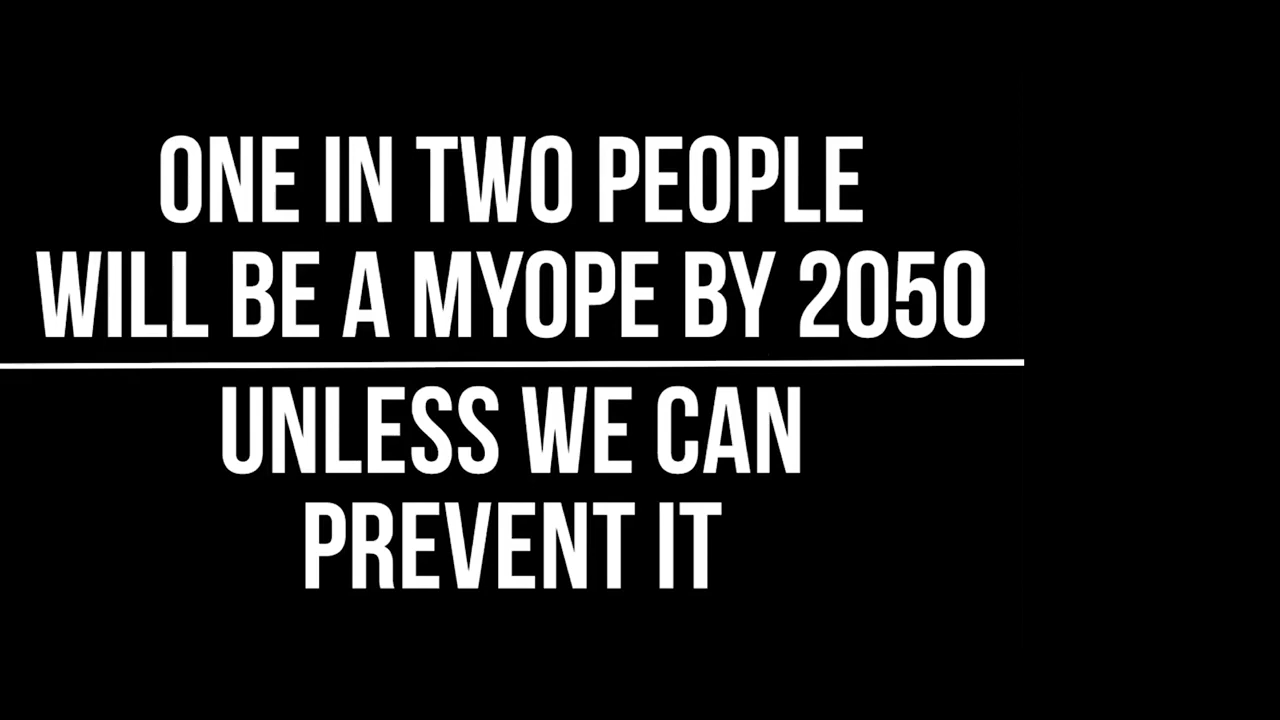 ONE IN TWO PEOPLE
WILL BE A MYOPE BY 2050
UNLESS WE CAN
PREVENT IT